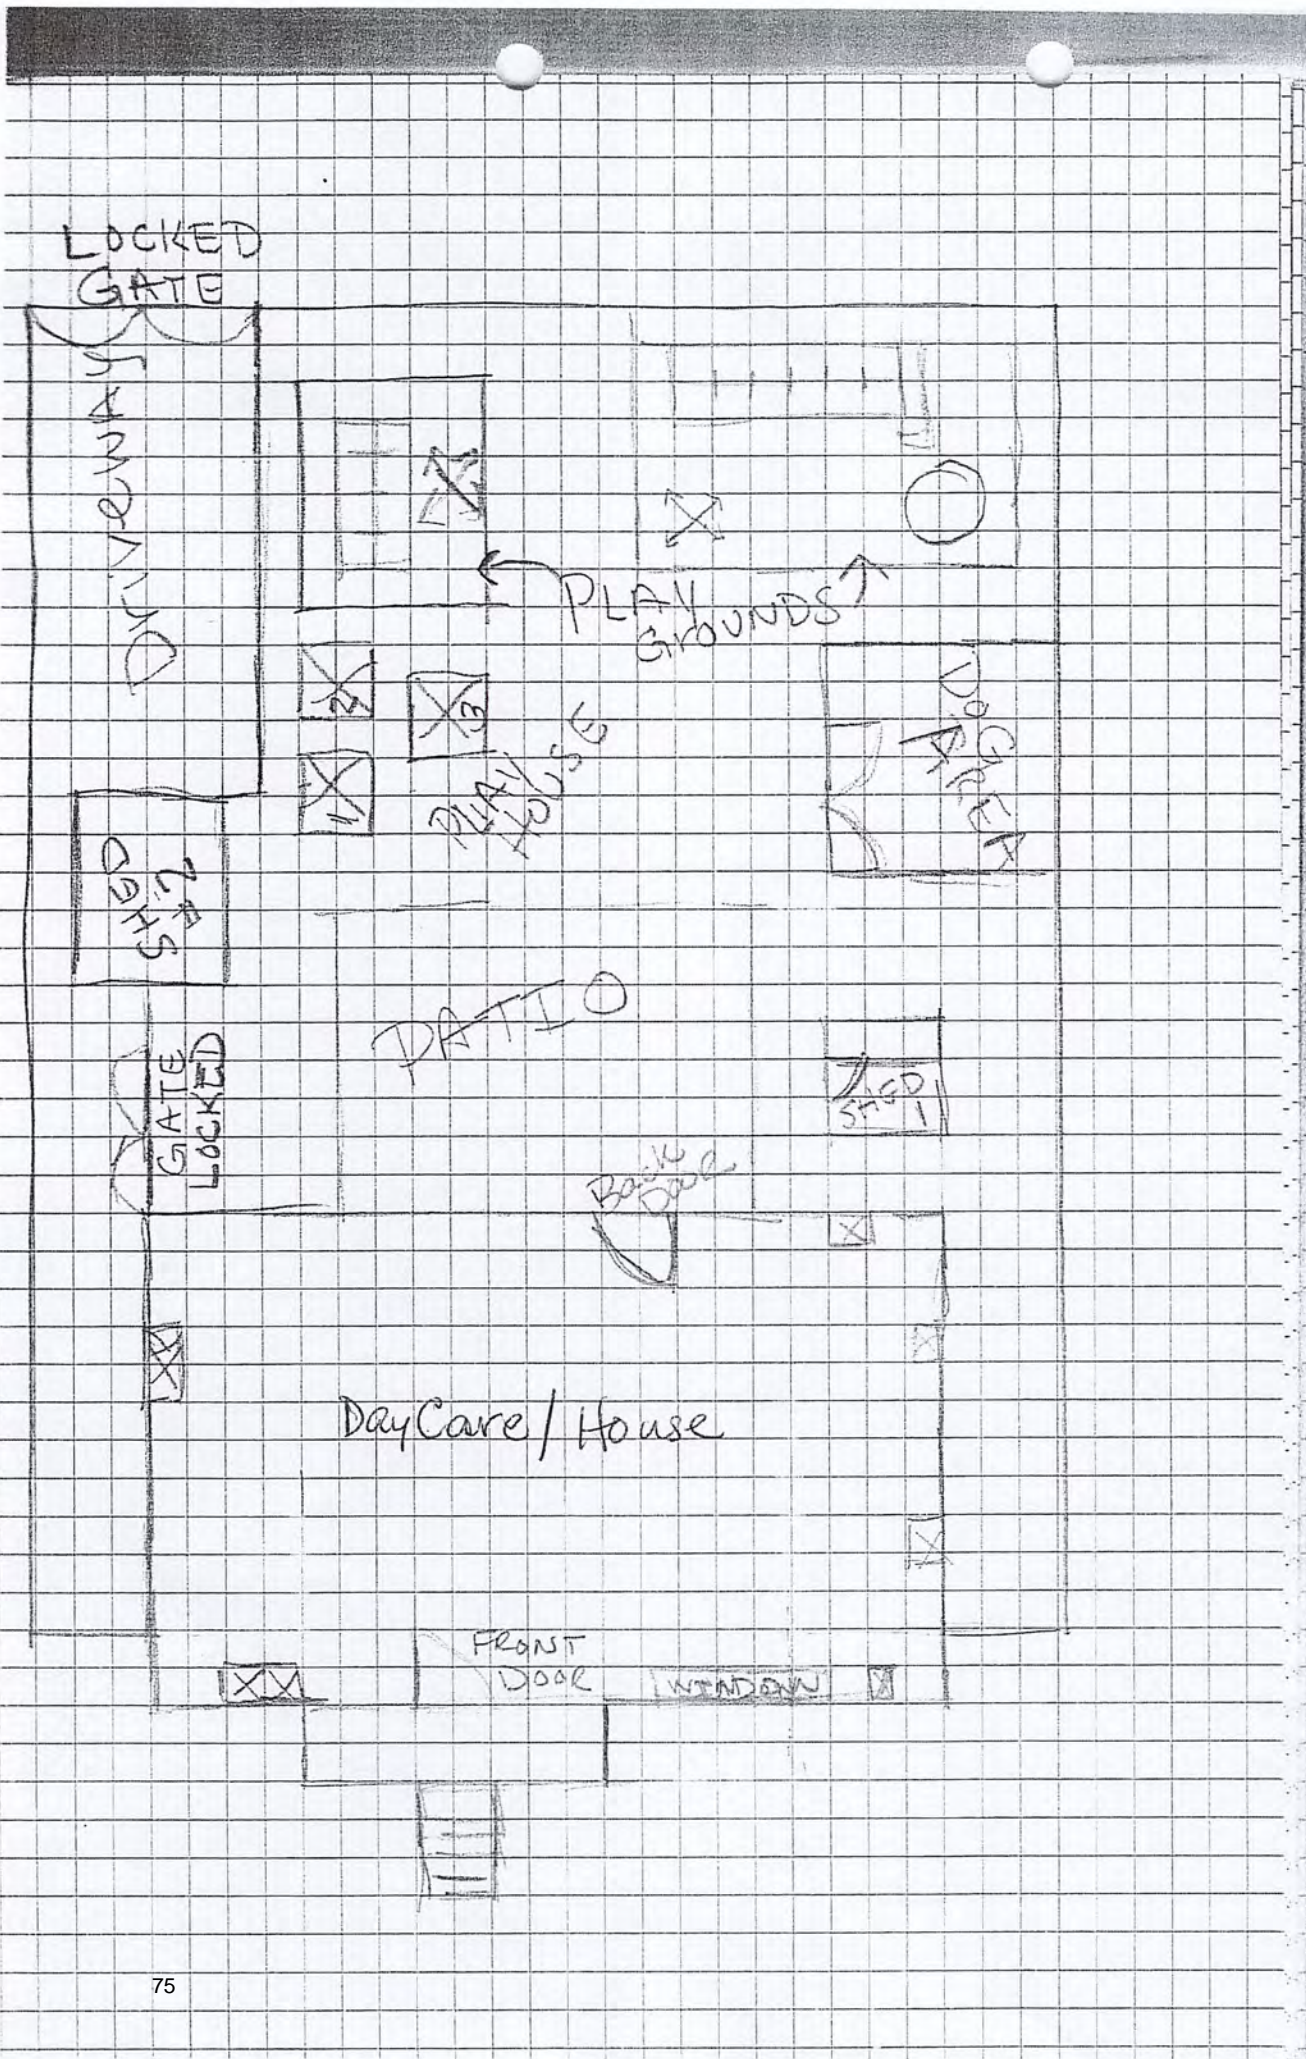 LOCKED
GATE
Driveway
PLAY
GroUNDS
2
3
1
PLAY
HOUSE
DOG
AREA
SHED
#2
PATIO
GATE
LOCKED
SHED
1
Back
Door
DayCare/House
FRONT
DOOR
WINDOW
75